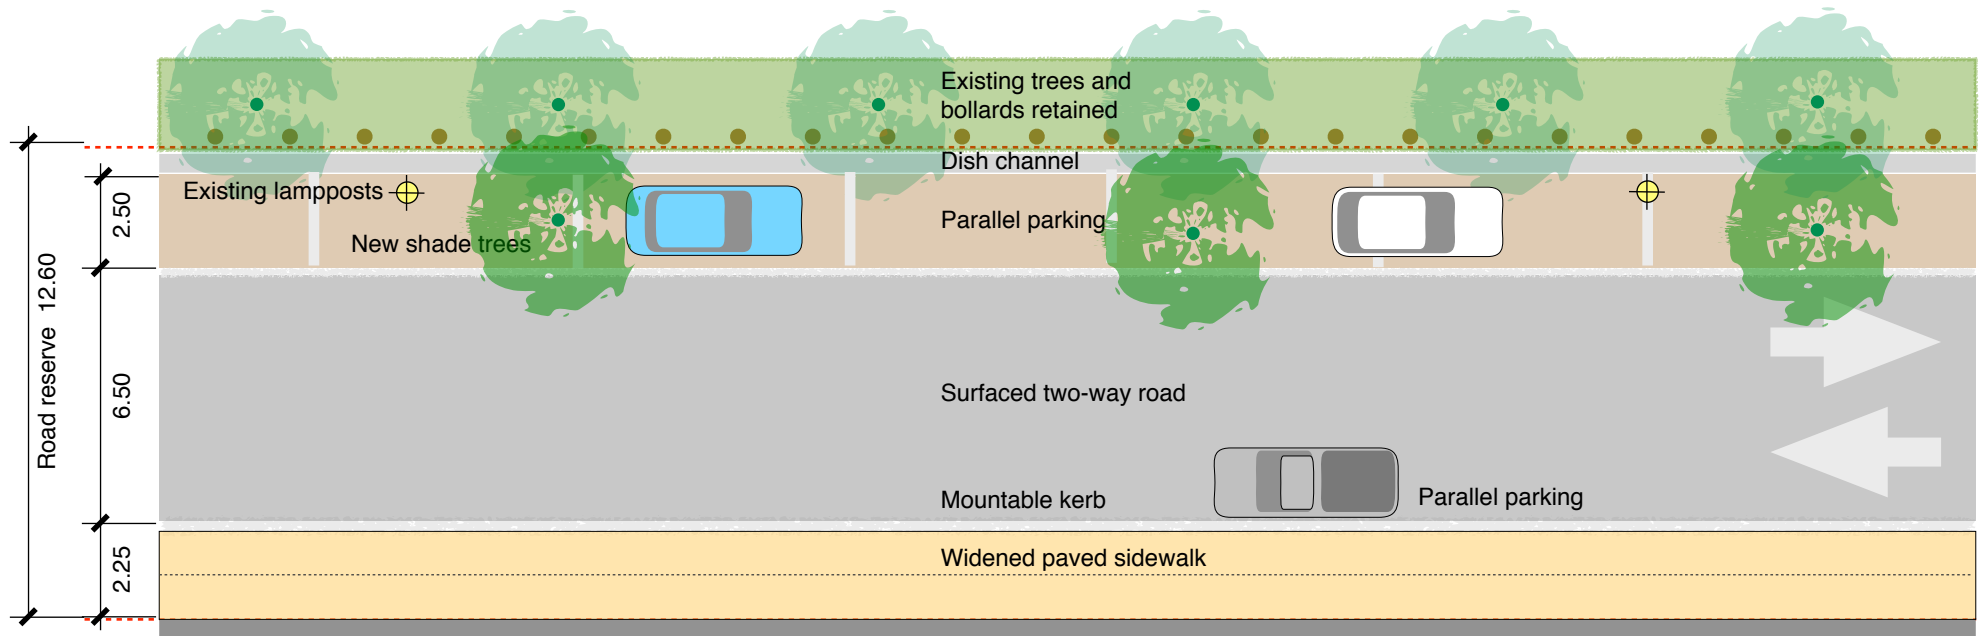 Existing trees and
bollards retained
Dish channel
Existing lampposts
Parallel parking
New shade trees
Surfaced two-way road
Mountable kerb
Parallel parking
Widened paved sidewalk
Road reserve 12.60
2.50
6.50
2.25